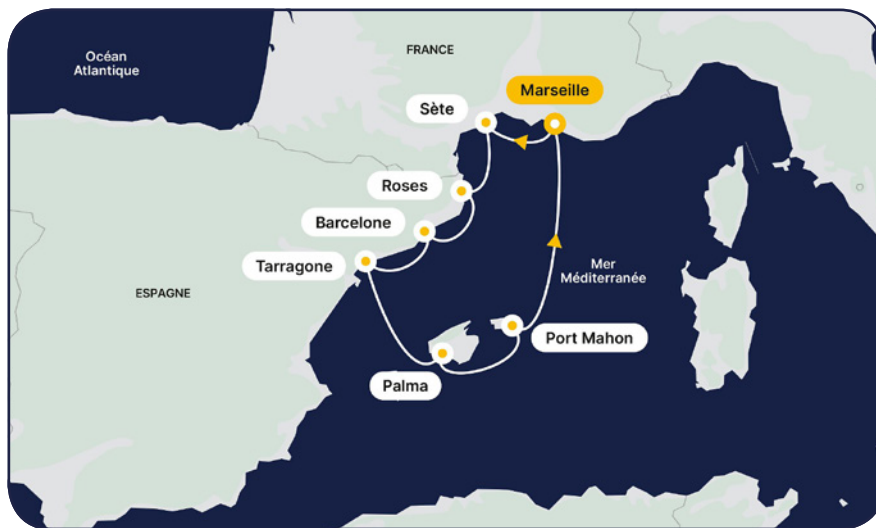 Océan
Atlantique
FRANCE
Marseille
Sète
Roses
Barcelone
Tarragone
Mer
Méditerranée
ESPAGNE
Port Mahon
Palma